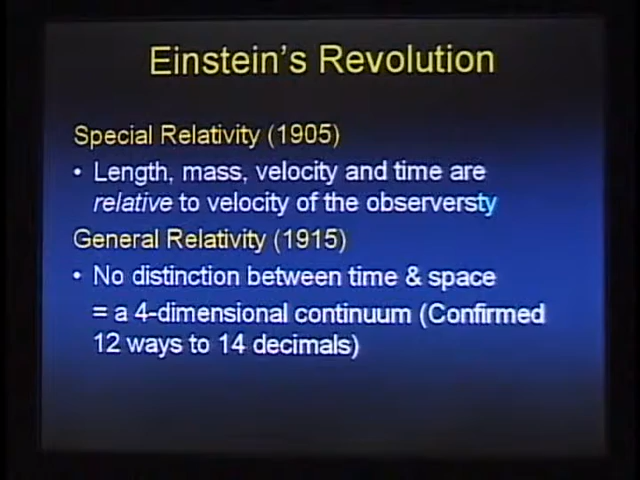 Einstein's Revolution
Special Relativity (1905)
• Length, mass, velocity and time are
relative to velocity of the observersty
General Relativity (1915)
• No distinction between time & space
= a 4-dimensional continuum (Confirmed
12 ways to 14 decimals)